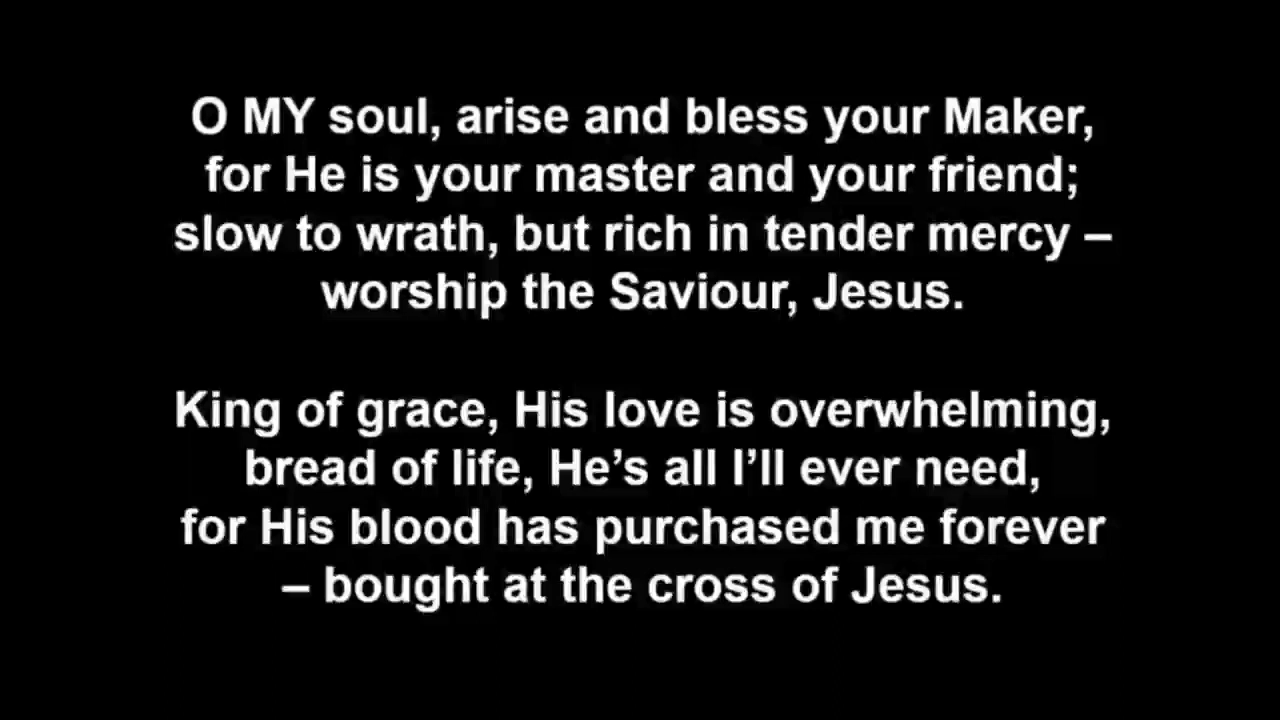 O MY soul, arise and bless your Maker,
for He is your master and your friend;
slow to wrath, but rich in tender mercy –
worship the Saviour, Jesus.
King of grace, His love is overwhelming,
bread of life, He’s all I’ll ever need,
for His blood has purchased me forever
– bought at the cross of Jesus.